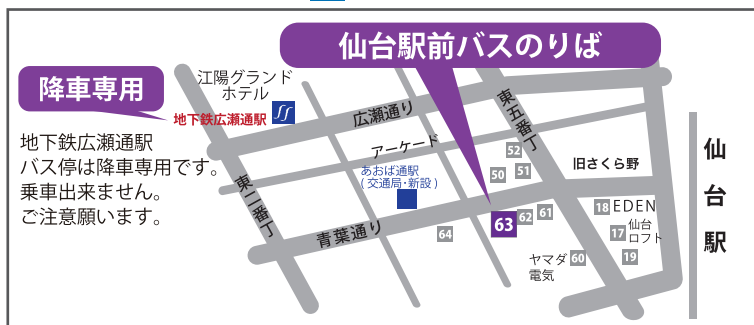 仙台駅前バスのりば
降車専用
江陽グランド
ホテル
地下鉄広瀬通駅
地下鉄広瀬通駅
バス停は降車専用です。
乗車出来ません。
ご注意願います。
広瀬通り
アーケード
東五番丁
東二番丁
青葉通り
あおば通駅
(交通局・新設)
旧さくら野
仙台駅
52
51
50
63
62
61
64
18 EDEN
17 仙台
ロフト
19
ヤマダ
電気
60